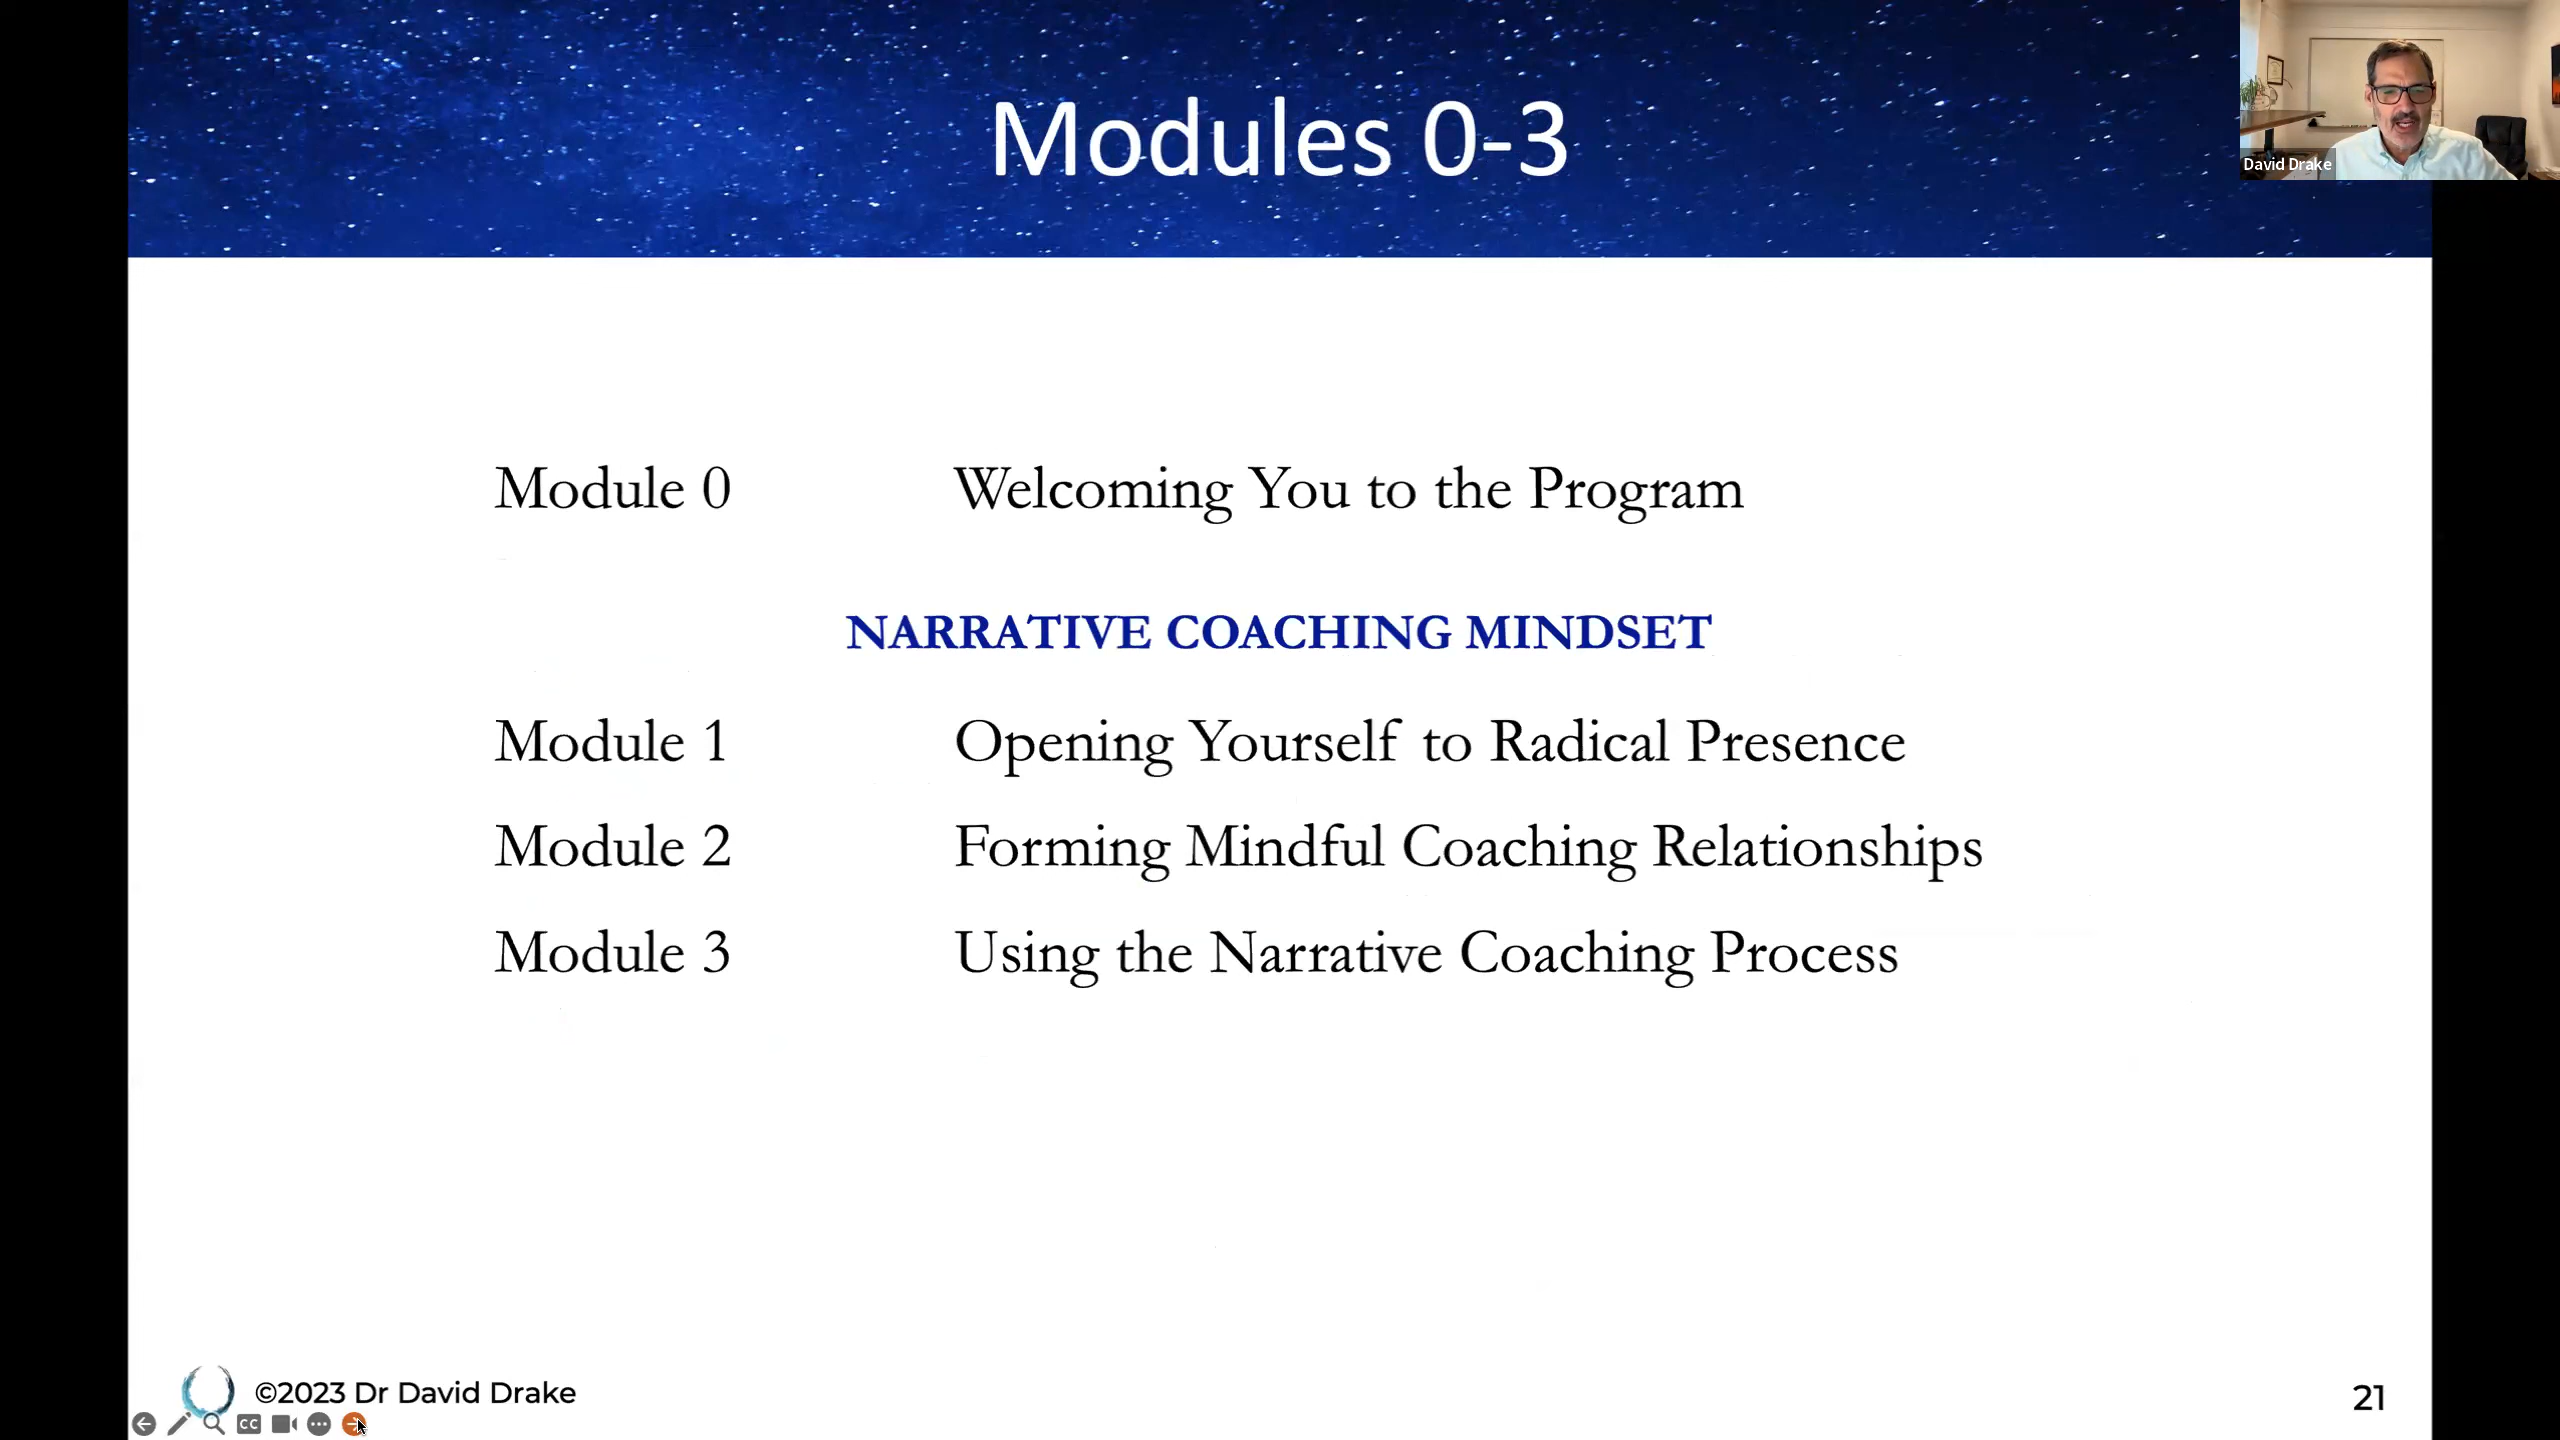 Modules 0-3
David Drake
Module 0 Welcoming You to the Program
NARRATIVE COACHING MINDSET
Module 1 Opening Yourself to Radical Presence
Module 2 Forming Mindful Coaching Relationships
Module 3 Using the Narrative Coaching Process
©2023 Dr David Drake
21
CC